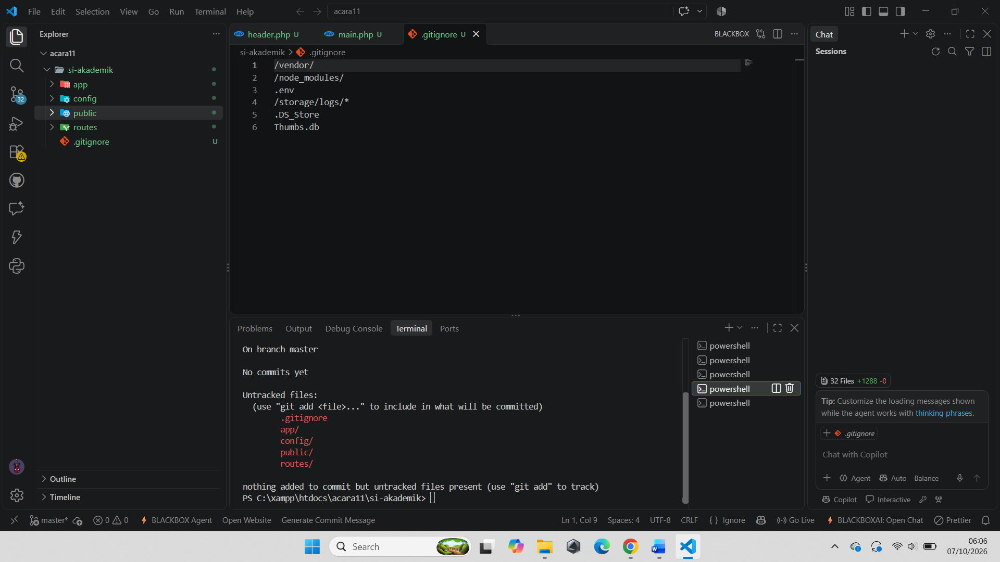 File Edit Selection View Go Run Terminal Help
acara11
Explorer
acara11
si-akademik
app
config
public
routes
.gitignore U
32
Outline
Timeline
header.php U
main.php U
.gitignore U
BLACKBOX
si-akademik > .gitignore
1 /vendor/
2 /node_modules/
3 .env
4 /storage/logs/*
5 .DS_Store
6 Thumbs.db
Problems Output Debug Console Terminal Ports
On branch master
No commits yet
Untracked files:
(use "git add <file>..." to include in what will be committed)
.gitignore
app/
config/
public/
routes/
nothing added to commit but untracked files present (use "git add" to track)
PS C:\xampp\htdocs\acara11\si-akademik>
powershell
powershell
powershell
powershell
powershell
Chat
Sessions
32 Files +1288 -0
Tip: Customize the loading messages shown
while the agent works with thinking phrases.
.gitignore
Chat with Copilot
Agent Auto Balance
Copilot Interactive
master* 0 0 BLACKBOX Agent Open Website Generate Commit Message
Ln 1, Col 9 Spaces: 4 UTF-8 CRLF { } Ignore Go Live BLACKBOXAI: Open Chat Prettier
Search
06:06
07/10/2026